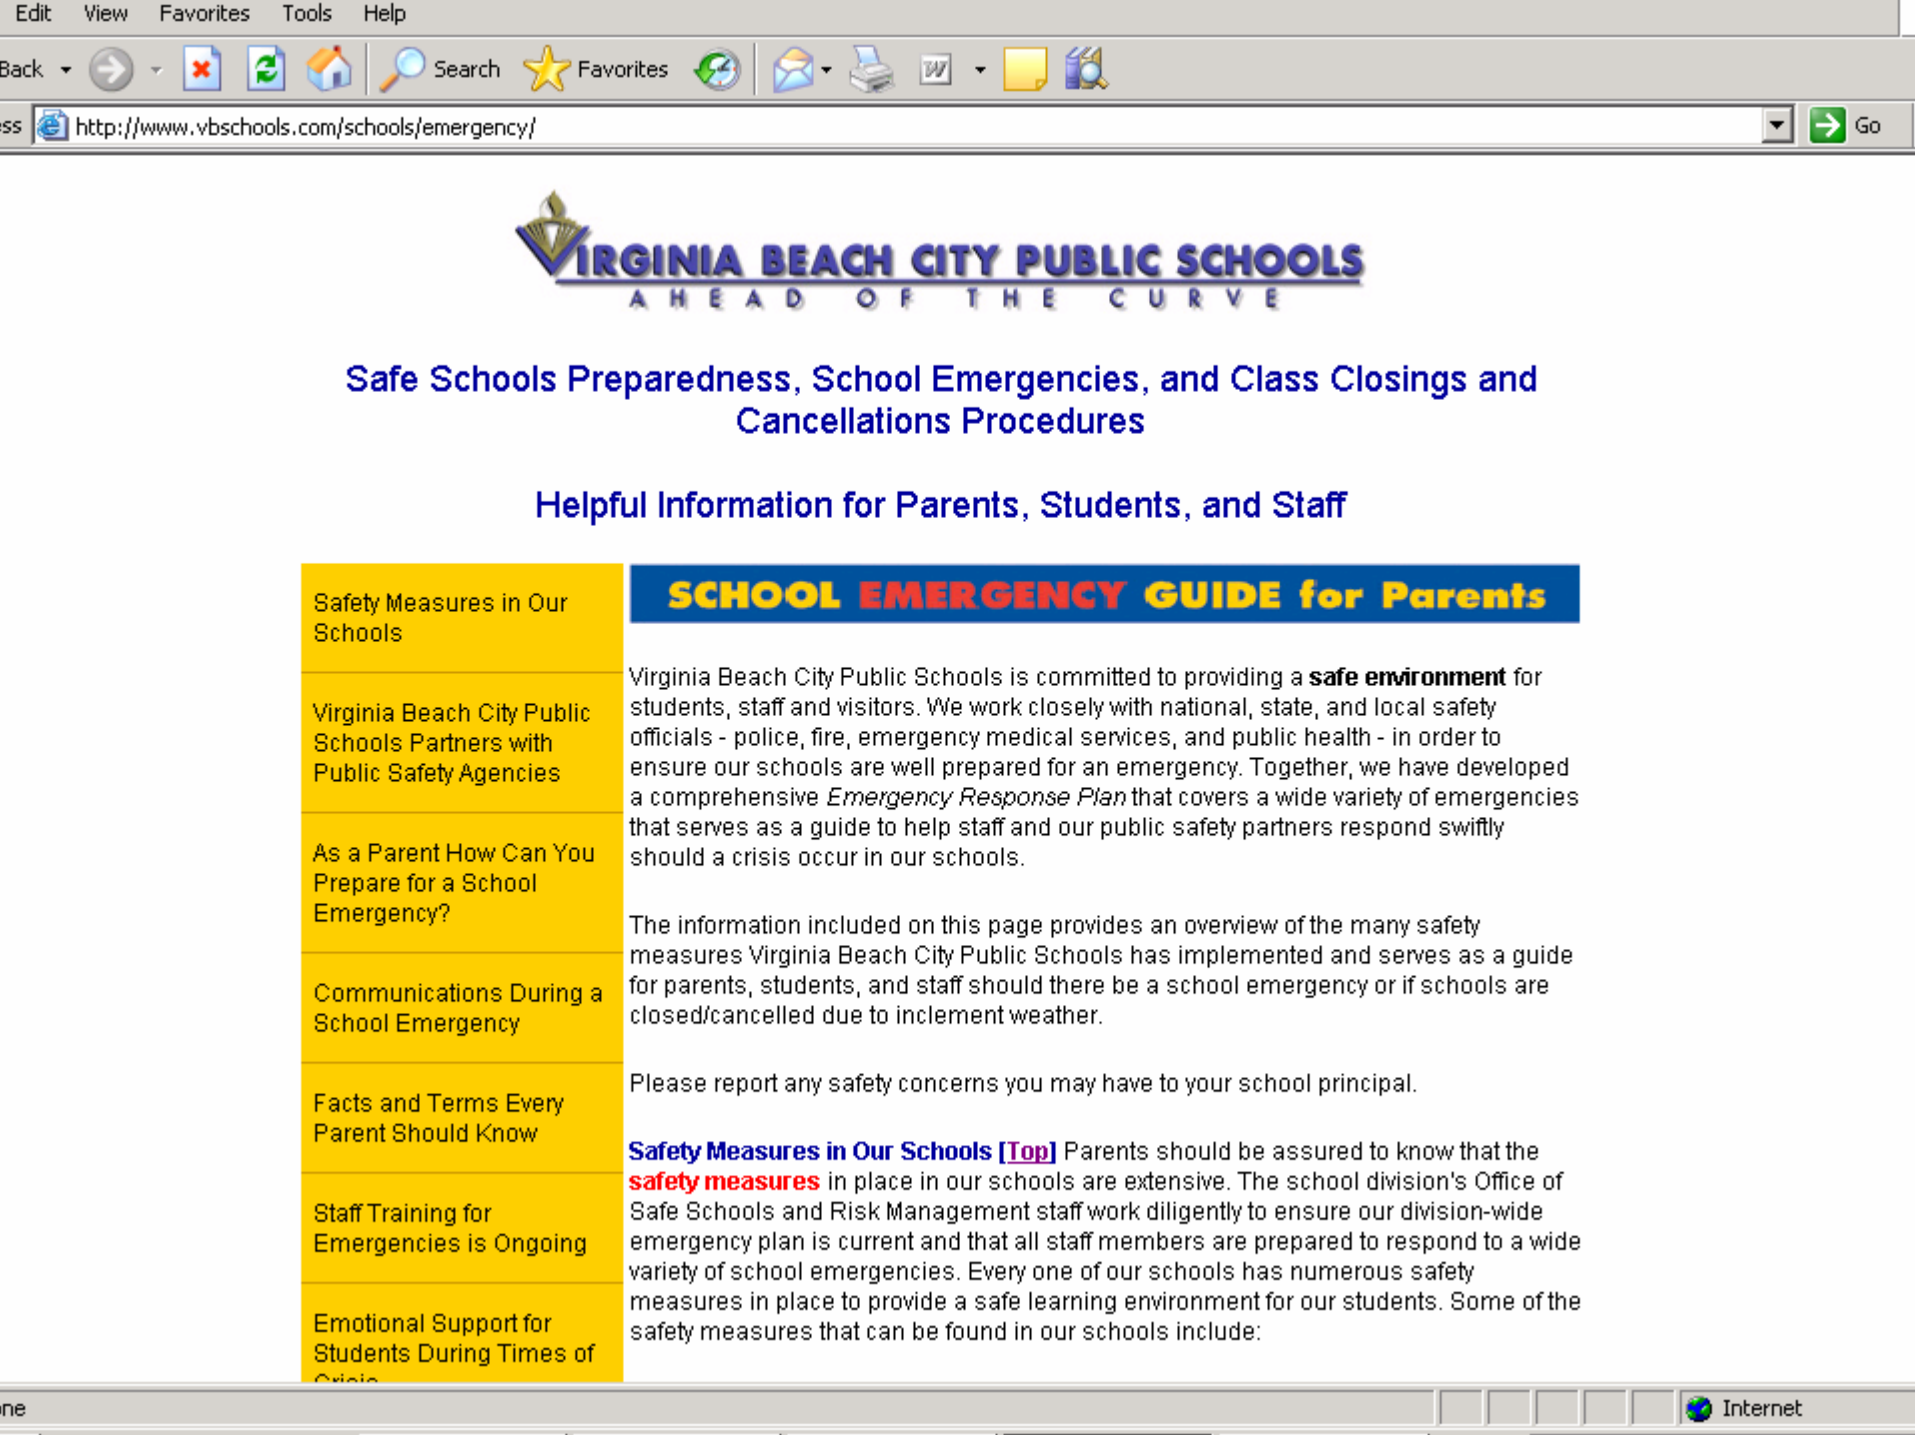 Edit View Favorites Tools Help
Back Search Favorites
http://www.vbschools.com/schools/emergency/ Go
VIRGINIA BEACH CITY PUBLIC SCHOOLS
AHEAD OF THE CURVE
Safe Schools Preparedness, School Emergencies, and Class Closings and
Cancellations Procedures
Helpful Information for Parents, Students, and Staff
Safety Measures in Our
Schools
Virginia Beach City Public
Schools Partners with
Public Safety Agencies
As a Parent How Can You
Prepare for a School
Emergency?
Communications During a
School Emergency
Facts and Terms Every
Parent Should Know
Staff Training for
Emergencies is Ongoing
Emotional Support for
Students During Times of
Crisis
SCHOOL EMERGENCY GUIDE for Parents
Virginia Beach City Public Schools is committed to providing a safe environment for
students, staff and visitors. We work closely with national, state, and local safety
officials - police, fire, emergency medical services, and public health - in order to
ensure our schools are well prepared for an emergency. Together, we have developed
a comprehensive Emergency Response Plan that covers a wide variety of emergencies
that serves as a guide to help staff and our public safety partners respond swiftly
should a crisis occur in our schools.
The information included on this page provides an overview of the many safety
measures Virginia Beach City Public Schools has implemented and serves as a guide
for parents, students, and staff should there be a school emergency or if schools are
closed/cancelled due to inclement weather.
Please report any safety concerns you may have to your school principal.
Safety Measures in Our Schools [Top] Parents should be assured to know that the
safety measures in place in our schools are extensive. The school division's Office of
Safe Schools and Risk Management staff work diligently to ensure our division-wide
emergency plan is current and that all staff members are prepared to respond to a wide
variety of school emergencies. Every one of our schools has numerous safety
measures in place to provide a safe learning environment for our students. Some of the
safety measures that can be found in our schools include:
Internet